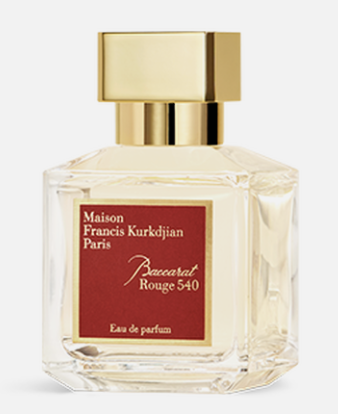 Maison
Francis Kurkdjian
Paris
Baccarat
Rouge 540
Eau de parfum